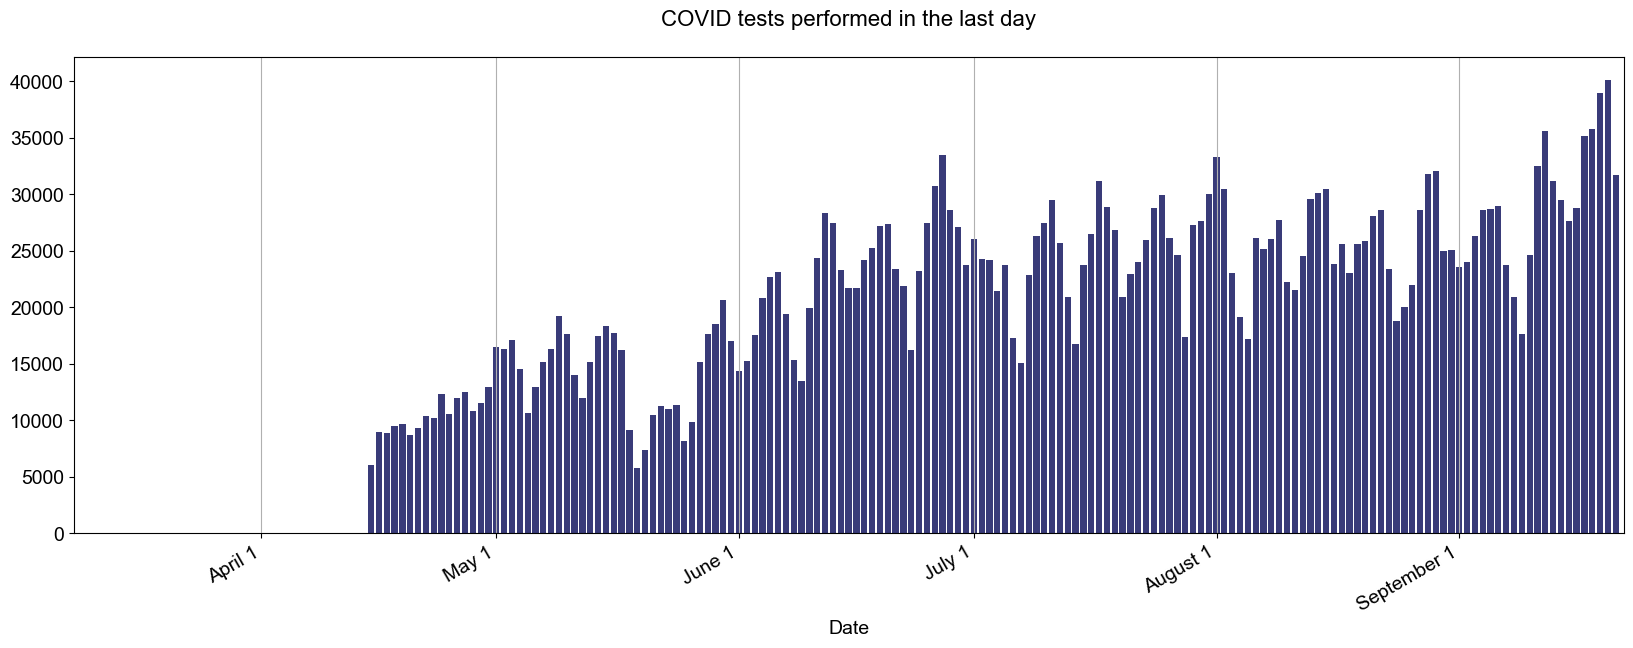 COVID tests performed in the last day
40000
35000
30000
25000
20000
15000
10000
5000
0
April 1
May 1
June 1
July 1
August 1
September 1
Date